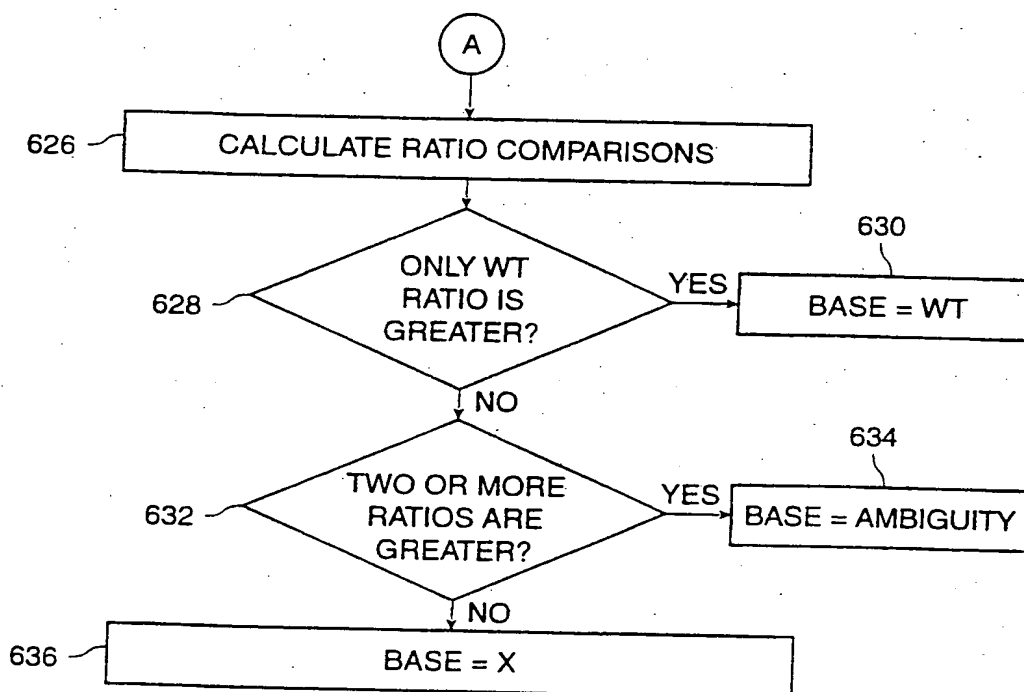 A
626
CALCULATE RATIO COMPARISONS
628
ONLY WT
RATIO IS
GREATER?
YES
630
BASE = WT
NO
632
TWO OR MORE
RATIOS ARE
GREATER?
YES
634
BASE = AMBIGUITY
NO
636
BASE = X